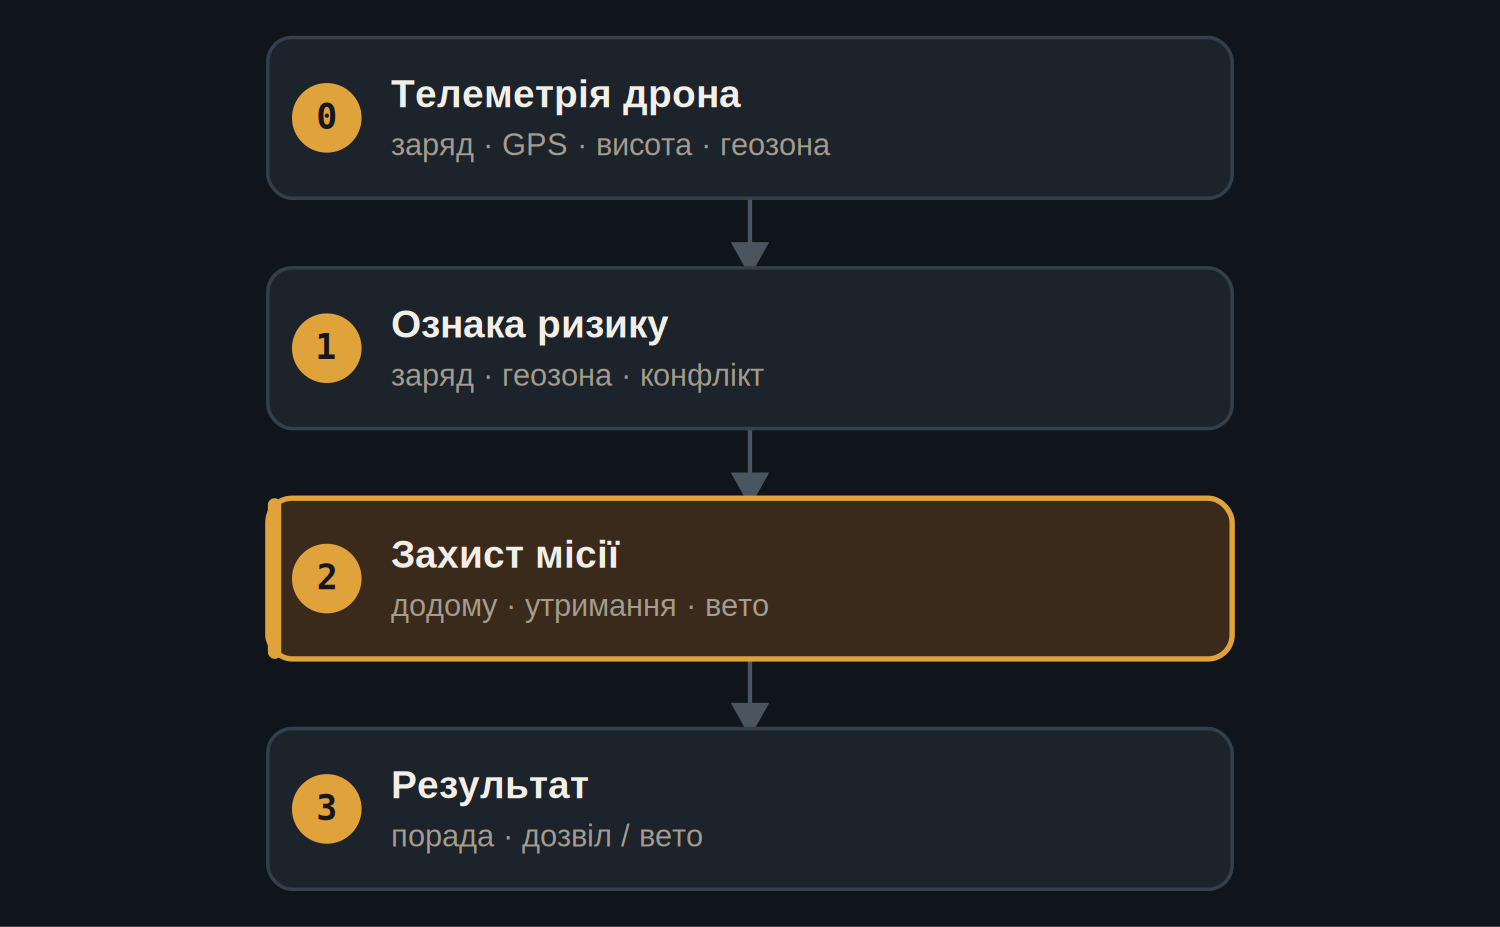 0
Телеметрія дрона
заряд · GPS · висота · геозона
1
Ознака ризику
заряд · геозона · конфлікт
2
Захист місії
додому · утримання · вето
3
Результат
порада · дозвіл / вето